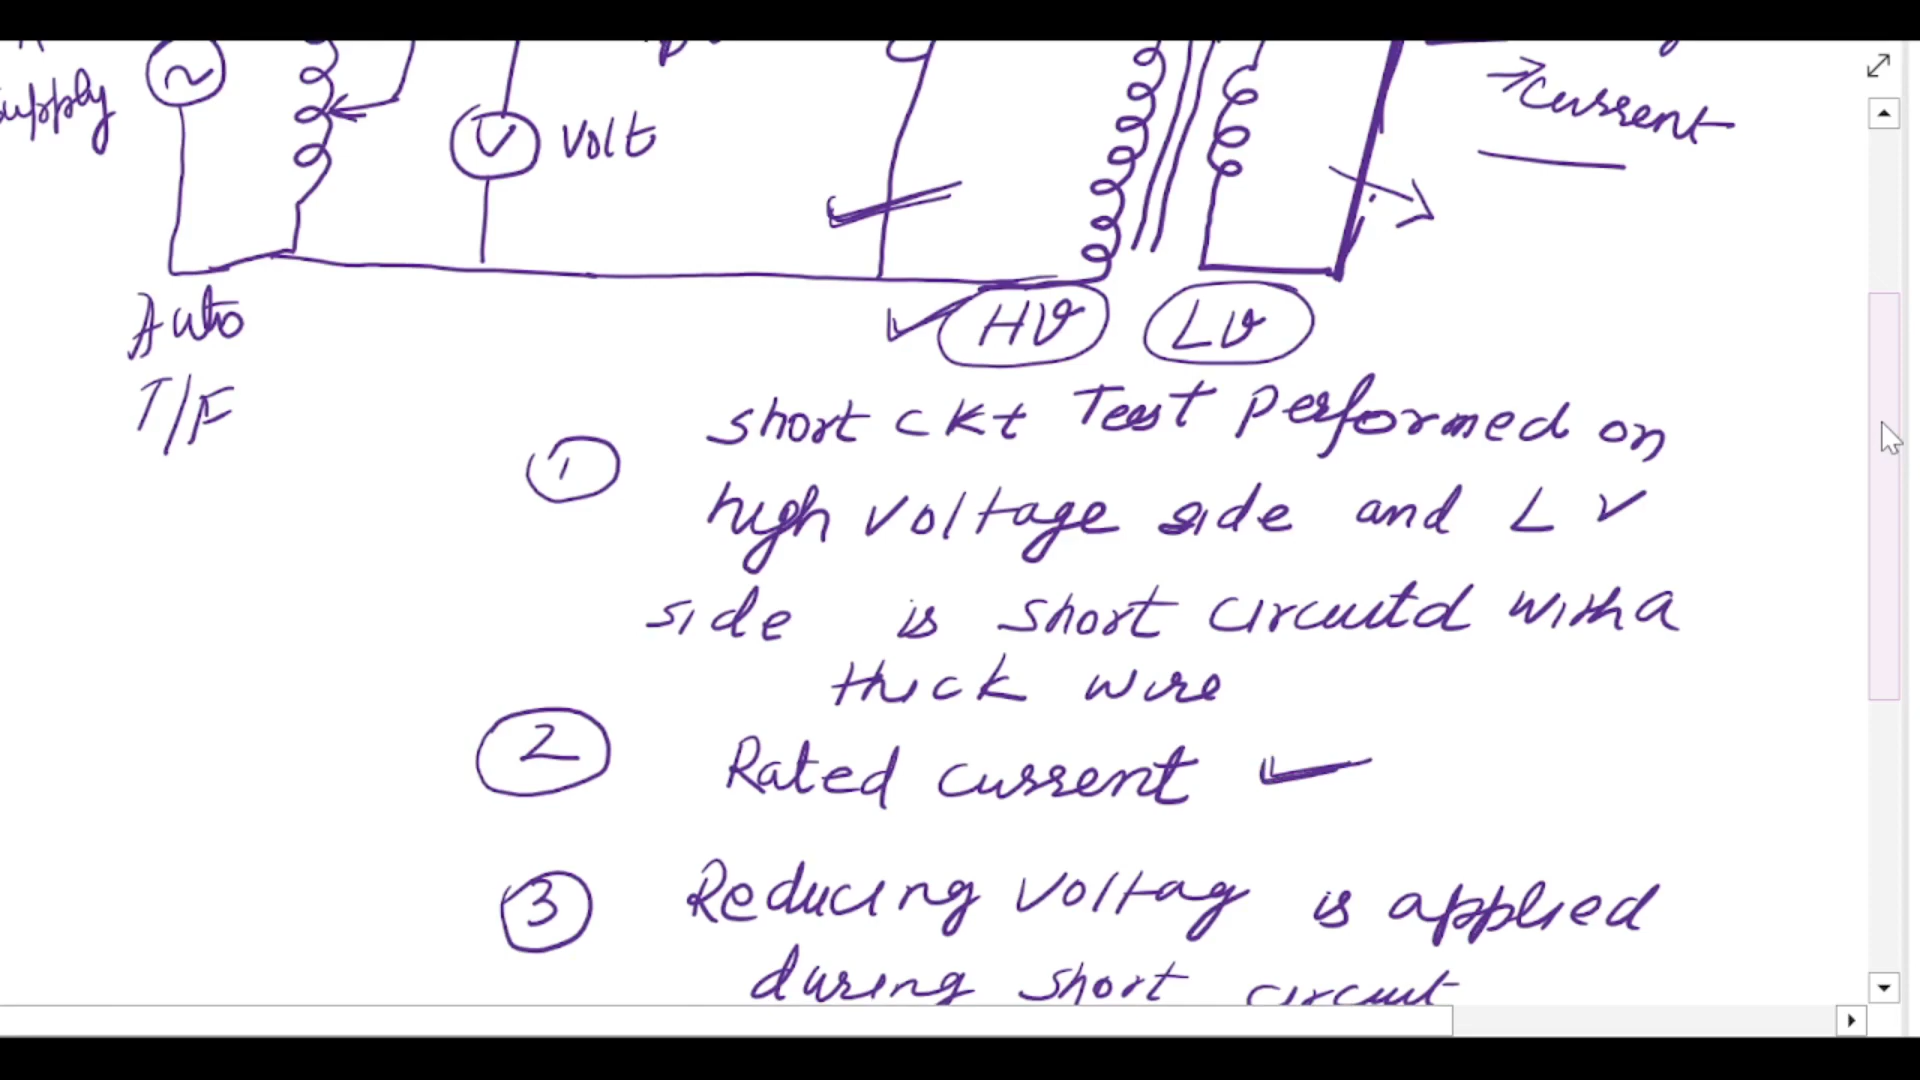 supply
V Volt
Current
Auto
T/F
HV LV
① Short ckt Test Performed on
high voltage side and L V
side is short circuitd with a
thick wire
② Rated current
③ Reducing voltag is applied
during short circuit